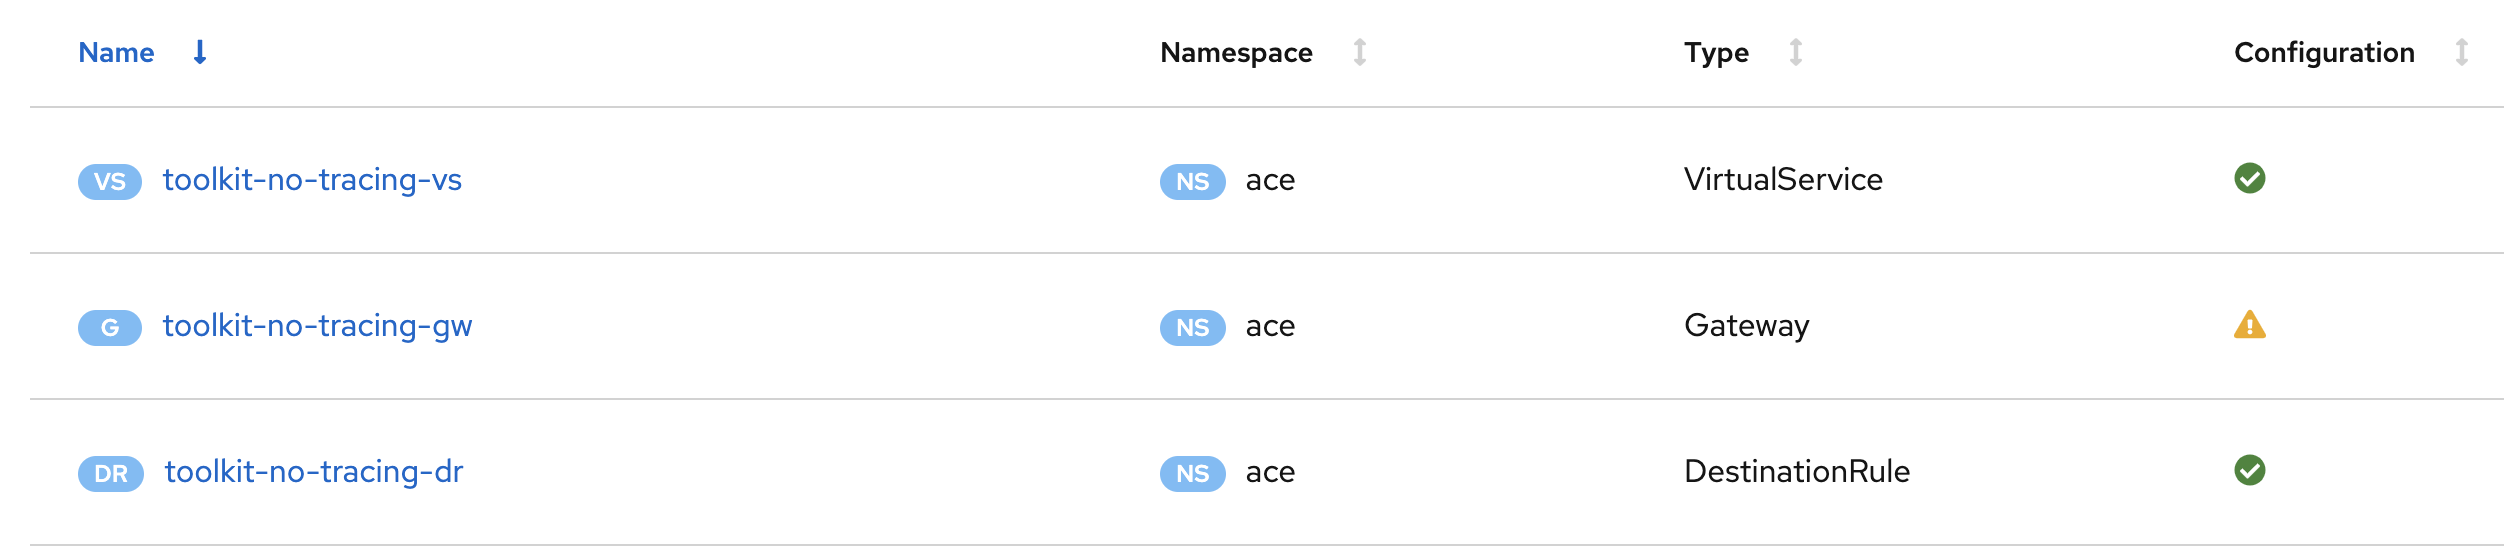 Name Namespace Type Configuration
VS toolkit-no-tracing-vs NS ace VirtualService
G toolkit-no-tracing-gw NS ace Gateway
DR toolkit-no-tracing-dr NS ace DestinationRule